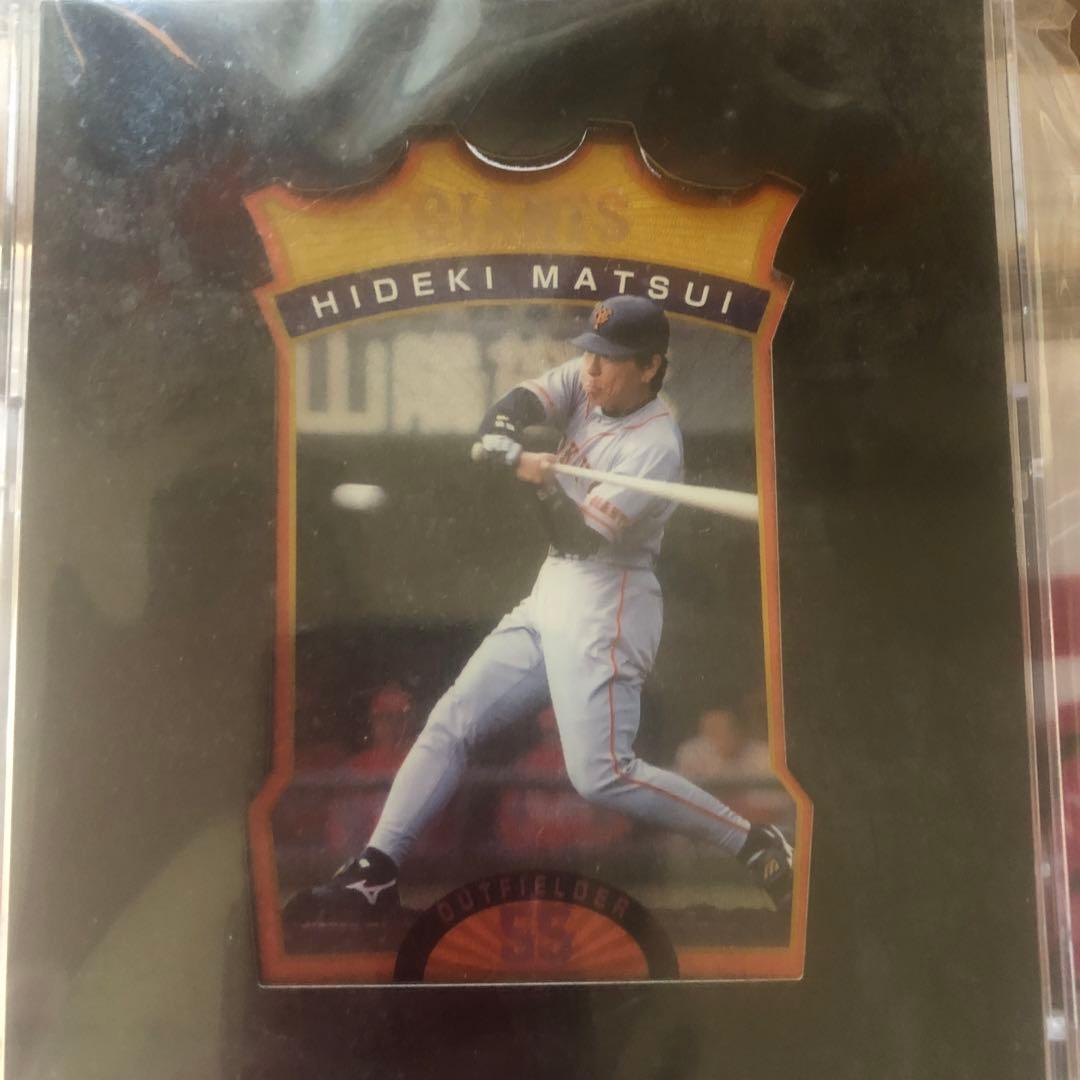 GIANTS
HIDEKI MATSUI
OUTFIELDER
55